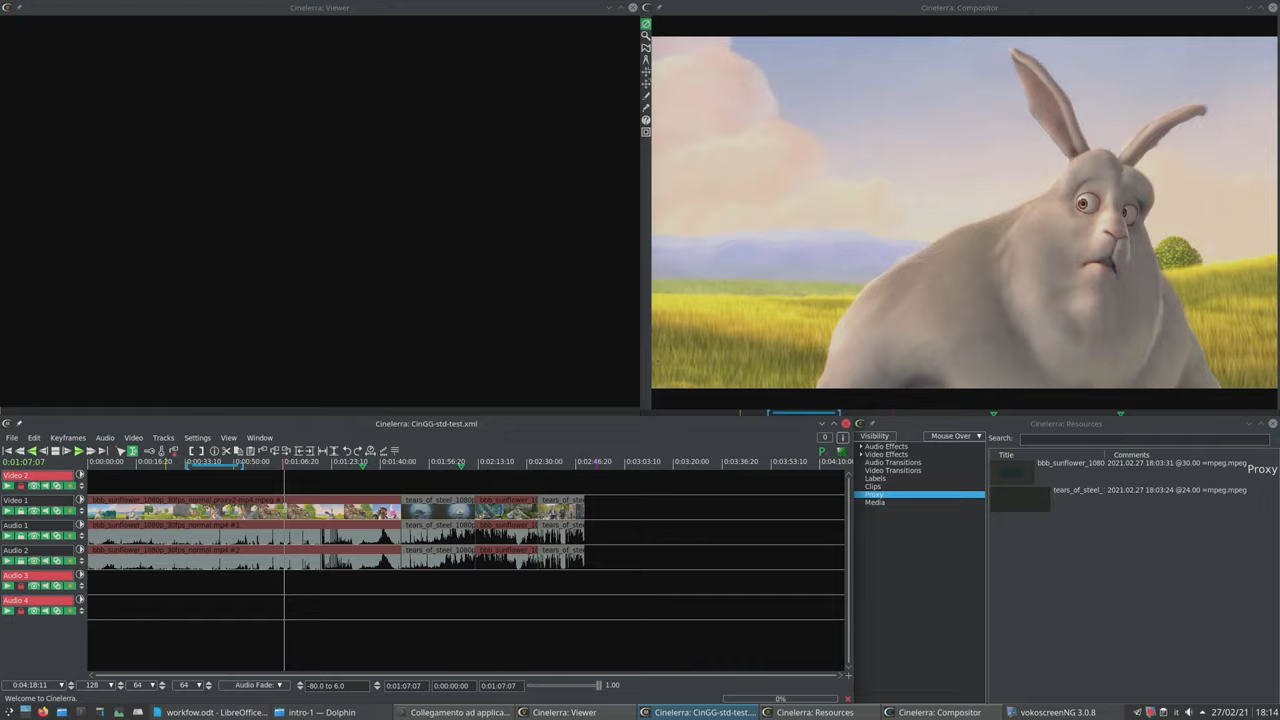 Cinelerra: Viewer
Cinelerra: Compositor
Cinelerra: CinGG-std-test.xml
Cinelerra: Resources
File Edit Keyframes Audio Video Tracks Settings View Window
0
Visibility Mouse Over
Search:
0:01:07:07 0:00:00:00 0:00:16:20 0:00:33:10 0:00:50:00 0:01:06:20 0:01:23:10 0:01:40:00 0:01:56:20 0:02:13:10 0:02:30:00 0:02:46:20 0:03:03:10 0:03:20:00 0:03:36:20 0:03:53:10 0:04:10:0
Audio Effects
Video Effects
Audio Transitions
Video Transitions
Labels
Clips
Proxy
Media
Title Comments
bbb_sunflower_1080 2021.02.27 18:03:31 @30.00 =mpeg.mpeg
Proxy
tears_of_steel_ 2021.02.27 18:03:24 @24.00 =mpeg.mpeg
Video 2
Video 1 bbb_sunflower_1080p_30fps_normal.proxy2-mp4.mpeg #1 tears_of_steel_1080p bbb_sunflower_10 tears_of_stee
Audio 1 bbb_sunflower_1080p_30fps_normal.mp4 #1 tears_of_steel_1080p bbb_sunflower_10 tears_of_stee
Audio 2 bbb_sunflower_1080p_30fps_normal.mp4 #2 tears_of_steel_1080p bbb_sunflower_10 tears_of_stee
Audio 3
Audio 4
0:04:18:11 128 64 64 Audio Fade: -80.0 to 6.0 0:01:07:07 0:00:00:00 0:01:07:07 1.00
Welcome to Cinelerra. 0%
workfow.odt - LibreOffice... intro-1 — Dolphin Collegamento ad applica... Cinelerra: Viewer Cinelerra: CinGG-std-test.... Cinelerra: Resources Cinelerra: Compositor vokoscreenNG 3.0.8 it 27/02/21 18:14